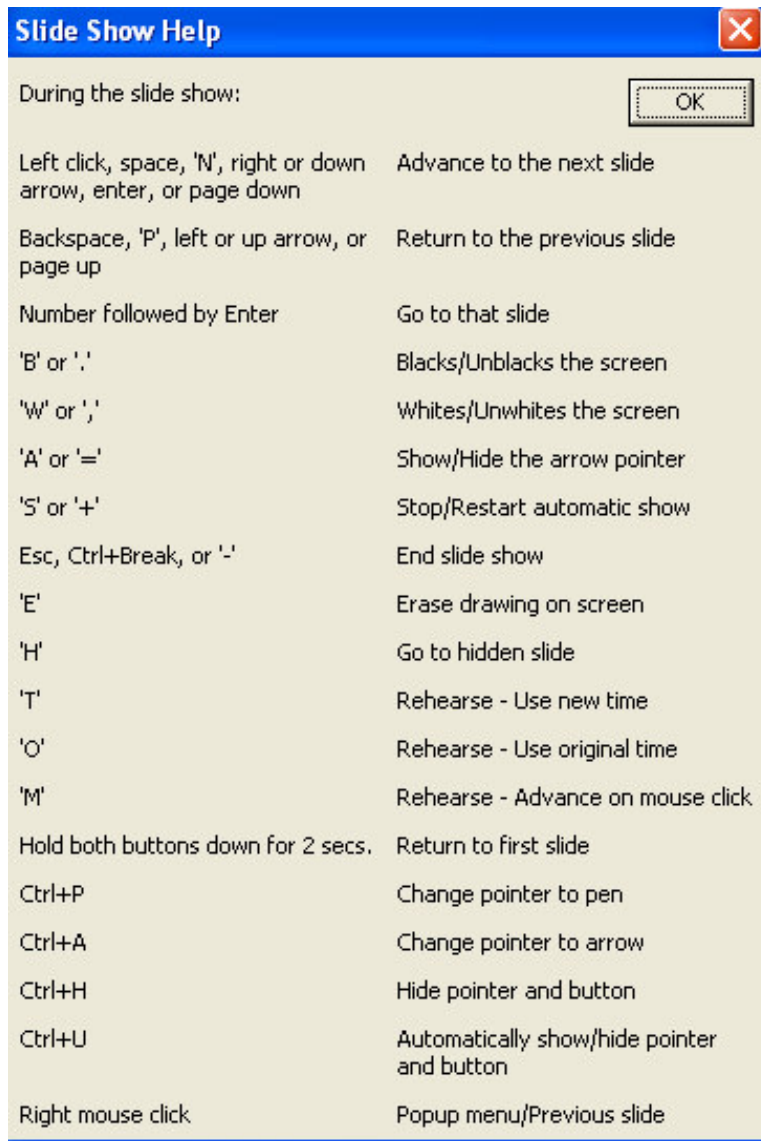 Slide Show Help
During the slide show:
OK
Left click, space, 'N', right or down Advance to the next slide
arrow, enter, or page down
Backspace, 'P', left or up arrow, or Return to the previous slide
page up
Number followed by Enter Go to that slide
'B' or '.' Blacks/Unblacks the screen
'W' or ',' Whites/Unwhites the screen
'A' or '=' Show/Hide the arrow pointer
'S' or '+' Stop/Restart automatic show
Esc, Ctrl+Break, or '-' End slide show
'E' Erase drawing on screen
'H' Go to hidden slide
'T' Rehearse - Use new time
'O' Rehearse - Use original time
'M' Rehearse - Advance on mouse click
Hold both buttons down for 2 secs. Return to first slide
Ctrl+P Change pointer to pen
Ctrl+A Change pointer to arrow
Ctrl+H Hide pointer and button
Ctrl+U Automatically show/hide pointer
and button
Right mouse click Popup menu/Previous slide